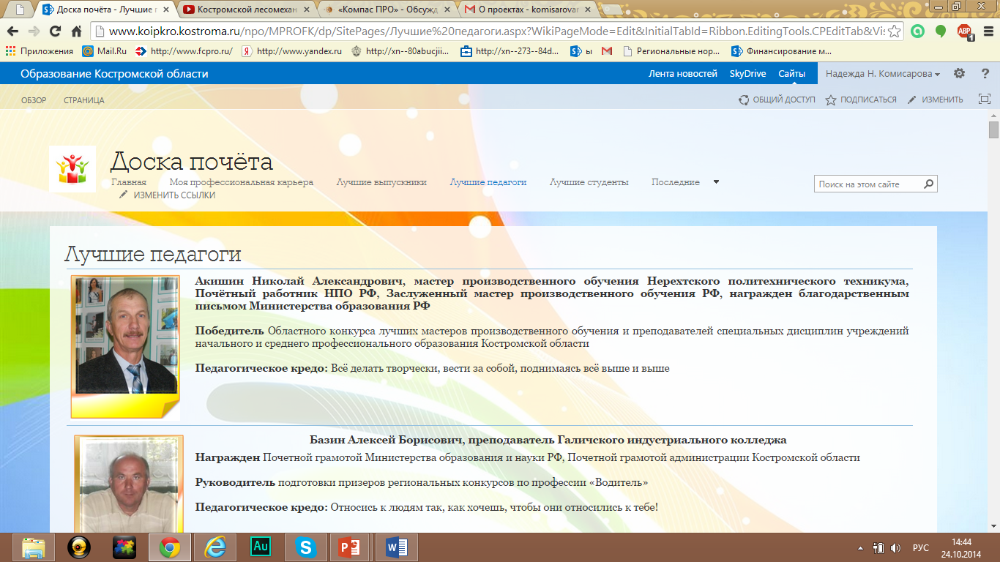 Доска почёта - Лучшие п
Костромской лесомехан
«Компас ПРО» - Обсужд
О проектах - komisarovar
www.koipkro.kostroma.ru/npo/MPROFK/dp/SitePages/Лучшие%20педагоги.aspx?WikiPageMode=Edit&InitialTabId=Ribbon.EditingTools.CPEditTab&Vis
ABP 1
Приложения
Mail.Ru
http://www.fcpro.ru/
http://www.yandex.ru
http://xn--80abucjii...
http://xn--273--84d...
ы
Региональные нор...
Финансирование м...
Образование Костромской области
Лента новостей
SkyDrive
Сайты
Надежда Н. Комисарова
?
ОБЗОР
СТРАНИЦА
ОБЩИЙ ДОСТУП
ПОДПИСАТЬСЯ
ИЗМЕНИТЬ
Доска почёта
Главная
Моя профессиональная карьера
Лучшие выпускники
Лучшие педагоги
Лучшие студенты
Последние
Поиск на этом сайте
ИЗМЕНИТЬ ССЫЛКИ
Лучшие педагоги
Акишин Николай Александрович, мастер производственного обучения Нерехтского политехнического техникума,
Почётный работник НПО РФ, Заслуженный мастер производственного обучения РФ, награжден благодарственным
письмом Министерства образования РФ
Победитель Областного конкурса лучших мастеров производственного обучения и преподавателей специальных дисциплин учреждений
начального и среднего профессионального образования Костромской области
Педагогическое кредо: Всё делать творчески, вести за собой, поднимаясь всё выше и выше
Базин Алексей Борисович, преподаватель Галичского индустриального колледжа
Награжден Почетной грамотой Министерства образования и науки РФ, Почетной грамотой администрации Костромской области
Руководитель подготовки призеров региональных конкурсов по профессии «Водитель»
Педагогическое кредо: Относись к людям так, как хочешь, чтобы они относились к тебе!
Au
РУС
14:44
24.10.2014